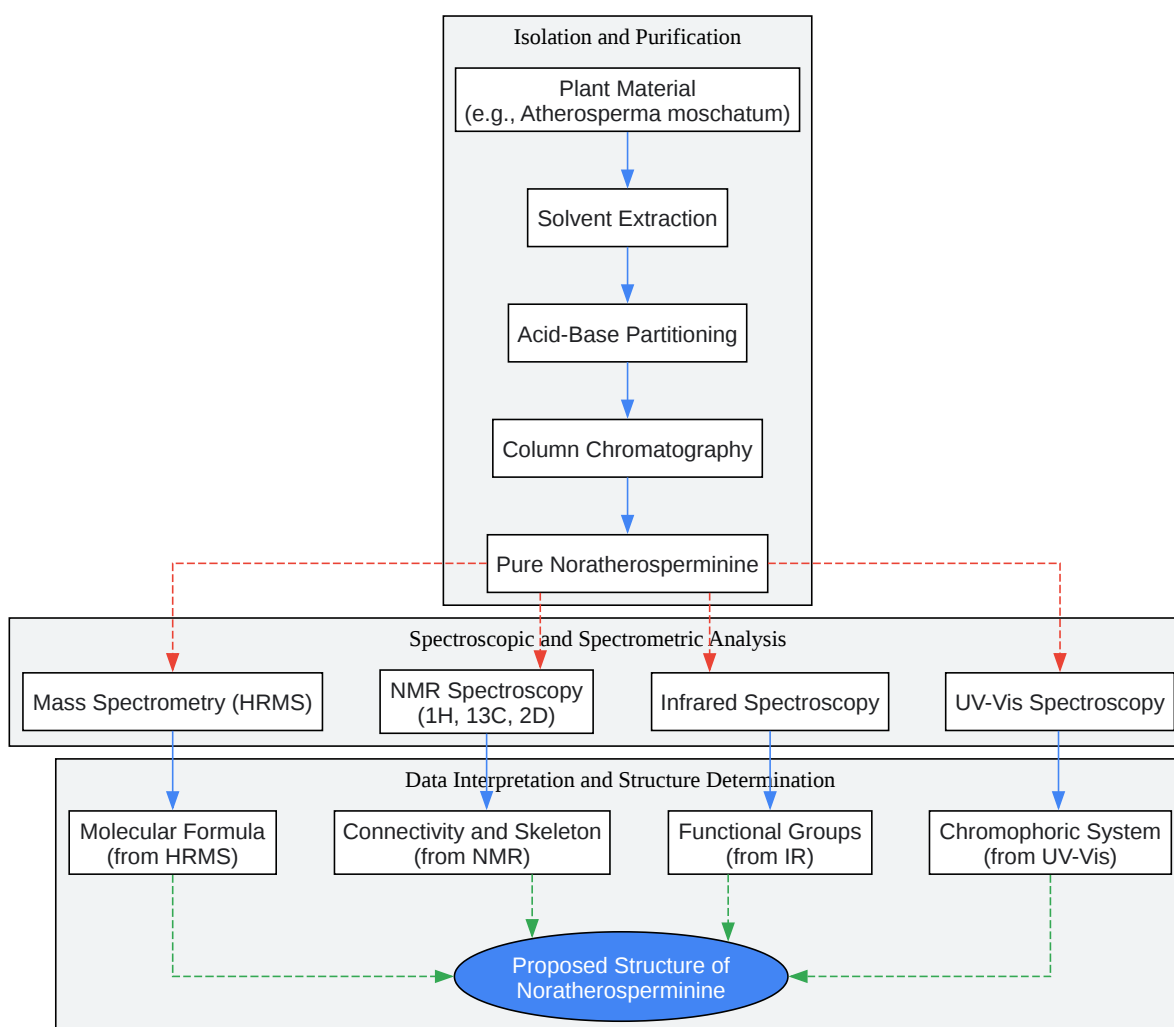 Isolation and Purification
Plant Material
(e.g., Atherosperma moschatum)
Solvent Extraction
Acid-Base Partitioning
Column Chromatography
Pure Noratherosperminine
Spectroscopic and Spectrometric Analysis
Mass Spectrometry (HRMS)
NMR Spectroscopy
(1H, 13C, 2D)
Infrared Spectroscopy
UV-Vis Spectroscopy
Data Interpretation and Structure Determination
Molecular Formula
(from HRMS)
Connectivity and Skeleton
(from NMR)
Functional Groups
(from IR)
Chromophoric System
(from UV-Vis)
Proposed Structure of
Noratherosperminine